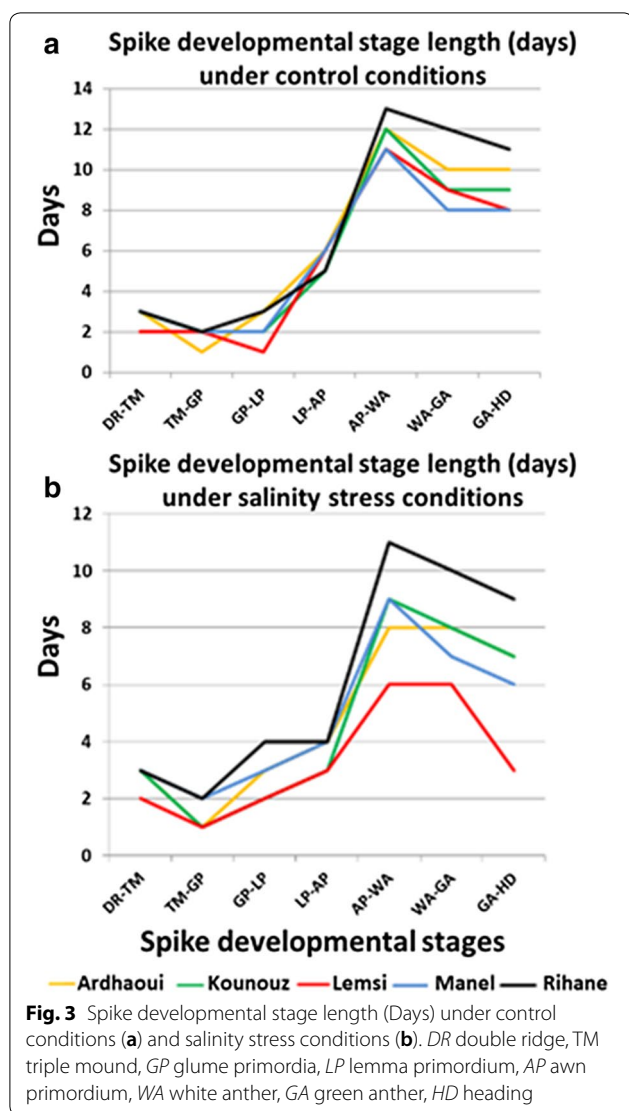 a
Spike developmental stage length (days)
under control conditions
14
12
10
8
6
4
2
0
Days
DR-TM
TM-GP
GP-LP
LP-AP
AP-WA
WA-GA
GA-HD
b
Spike developmental stage length (days)
under salinity stress conditions
12
10
8
6
4
2
0
Days
DR-TM
TM-GP
GP-LP
LP-AP
AP-WA
WA-GA
GA-HD
Spike developmental stages
Ardhaoui Kounouz Lemsi Manel Rihane
Fig. 3 Spike developmental stage length (Days) under control
conditions (a) and salinity stress conditions (b). DR double ridge, TM
triple mound, GP glume primordia, LP lemma primordium, AP awn
primordium, WA white anther, GA green anther, HD heading